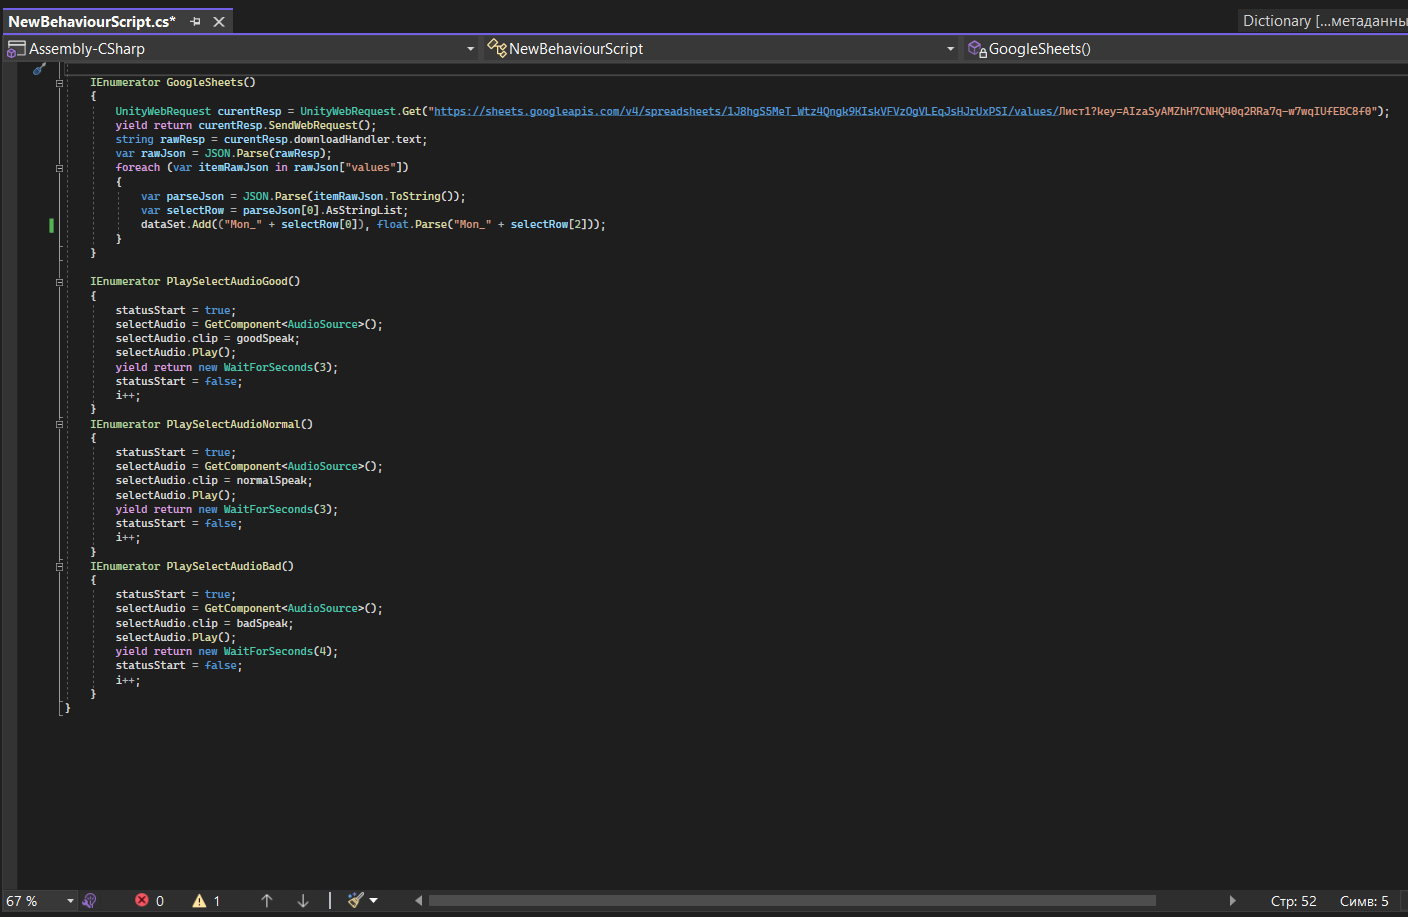 NewBehaviourScript.cs*
Dictionary [...метаданны
Assembly-CSharp
NewBehaviourScript
GoogleSheets()
IEnumerator GoogleSheets()
{
UnityWebRequest curentResp = UnityWebRequest.Get("https://sheets.googleapis.com/v4/spreadsheets/1J8hgS5MeT_Wtz4Qngk9KIskVFVzOgVLEqJsHJrUxPSI/values/Лист1?key=AIzaSyAMZhH7CNHQ40q2RRa7q-w7wqIUfEBC8f0");
yield return curentResp.SendWebRequest();
string rawResp = curentResp.downloadHandler.text;
var rawJson = JSON.Parse(rawResp);
foreach (var itemRawJson in rawJson["values"])
{
var parseJson = JSON.Parse(itemRawJson.ToString());
var selectRow = parseJson[0].AsStringList;
dataSet.Add(("Mon_" + selectRow[0]), float.Parse("Mon_" + selectRow[2]));
}
}
IEnumerator PlaySelectAudioGood()
{
statusStart = true;
selectAudio = GetComponent<AudioSource>();
selectAudio.clip = goodSpeak;
selectAudio.Play();
yield return new WaitForSeconds(3);
statusStart = false;
i++;
}
IEnumerator PlaySelectAudioNormal()
{
statusStart = true;
selectAudio = GetComponent<AudioSource>();
selectAudio.clip = normalSpeak;
selectAudio.Play();
yield return new WaitForSeconds(3);
statusStart = false;
i++;
}
IEnumerator PlaySelectAudioBad()
{
statusStart = true;
selectAudio = GetComponent<AudioSource>();
selectAudio.clip = badSpeak;
selectAudio.Play();
yield return new WaitForSeconds(4);
statusStart = false;
i++;
}
}
67 %
0
1
Стр: 52
Симв: 5